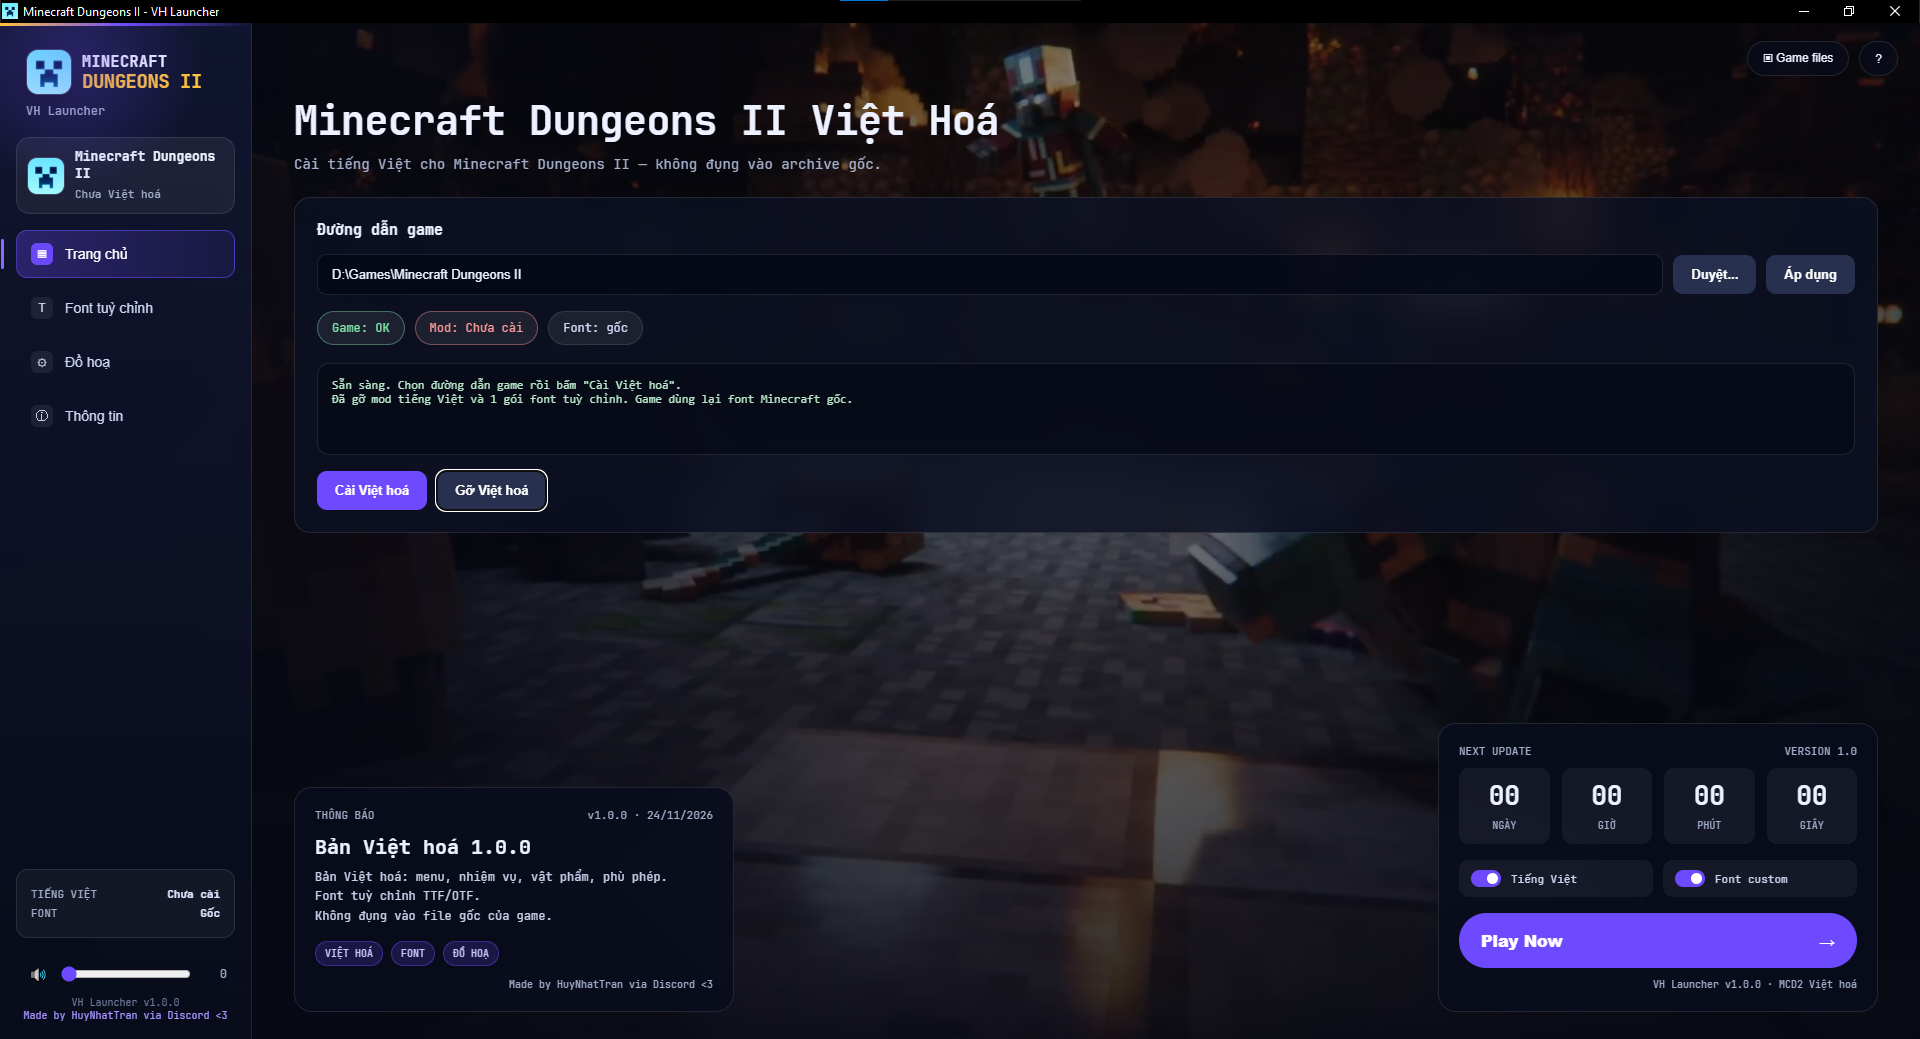 Minecraft Dungeons II - VH Launcher
MINECRAFT
DUNGEONS II
VH Launcher
Minecraft Dungeons
II
Chưa Việt hoá
Trang chủ
T Font tuỳ chỉnh
Đồ hoạ
Thông tin
TIẾNG VIỆT Chưa cài
FONT Gốc
0
VH Launcher v1.0.0
Made by HuyNhatTran via Discord <3
Game files
?
Minecraft Dungeons II Việt Hoá
Cài tiếng Việt cho Minecraft Dungeons II — không đụng vào archive gốc.
Đường dẫn game
D:\Games\Minecraft Dungeons II
Duyệt...
Áp dụng
Game: OK
Mod: Chưa cài
Font: gốc
Sẵn sàng. Chọn đường dẫn game rồi bấm "Cài Việt hoá".
Đã gỡ mod tiếng Việt và 1 gói font tuỳ chỉnh. Game dùng lại font Minecraft gốc.
Cài Việt hoá
Gỡ Việt hoá
THÔNG BÁO v1.0.0 · 24/11/2026
Bản Việt hoá 1.0.0
Bản Việt hoá: menu, nhiệm vụ, vật phẩm, phù phép.
Font tuỳ chỉnh TTF/OTF.
Không đụng vào file gốc của game.
VIỆT HOÁ
FONT
ĐỒ HOẠ
Made by HuyNhatTran via Discord <3
NEXT UPDATE VERSION 1.0
00 00 00 00
NGÀY GIỜ PHÚT GIÂY
Tiếng Việt
Font custom
Play Now →
VH Launcher v1.0.0 · MCD2 Việt hoá